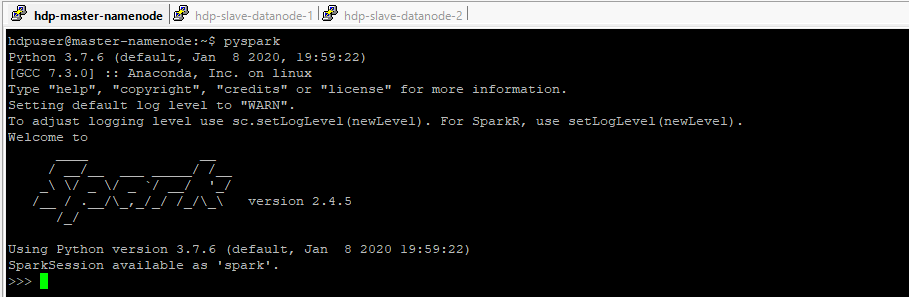 hdp-master-namenode hdp-slave-datanode-1 hdp-slave-datanode-2
hdpuser@master-namenode:~$ pyspark
Python 3.7.6 (default, Jan  8 2020, 19:59:22)
[GCC 7.3.0] :: Anaconda, Inc. on linux
Type "help", "copyright", "credits" or "license" for more information.
Setting default log level to "WARN".
To adjust logging level use sc.setLogLevel(newLevel). For SparkR, use setLogLevel(newLevel).
Welcome to
      ____              __
     / __/__  ___ _____/ /__
    _\ \/ _ \/ _ `/ __/  '_/
   /__ / .__/\_,_/_/ /_/\_\   version 2.4.5
      /_/
Using Python version 3.7.6 (default, Jan  8 2020 19:59:22)
SparkSession available as 'spark'.
>>>